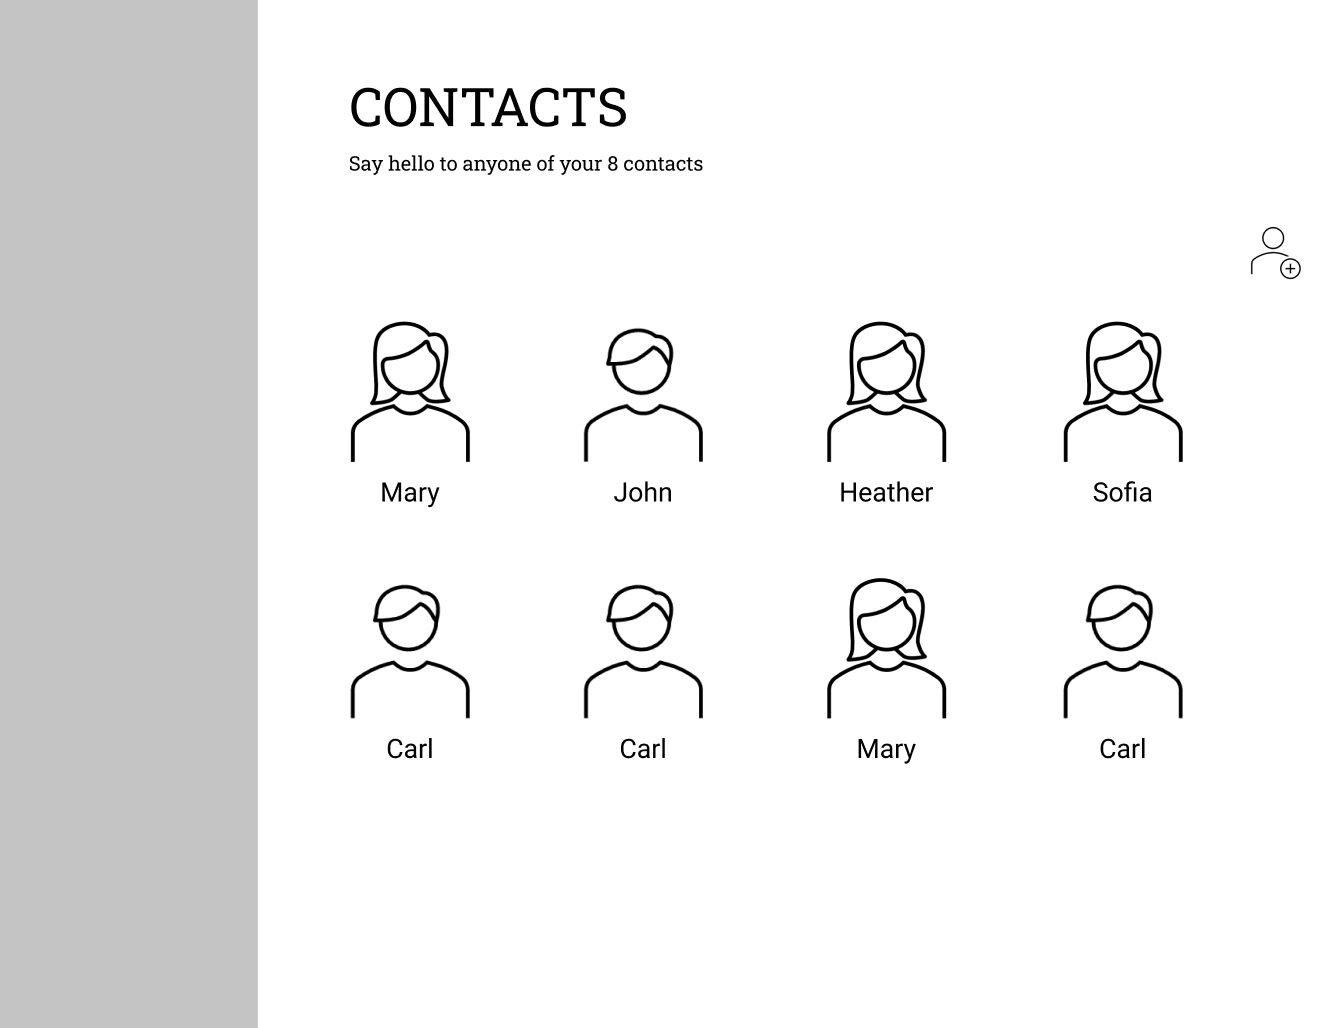 CONTACTS
Say hello to anyone of your 8 contacts
Mary John Heather Sofia
Carl Carl Mary Carl